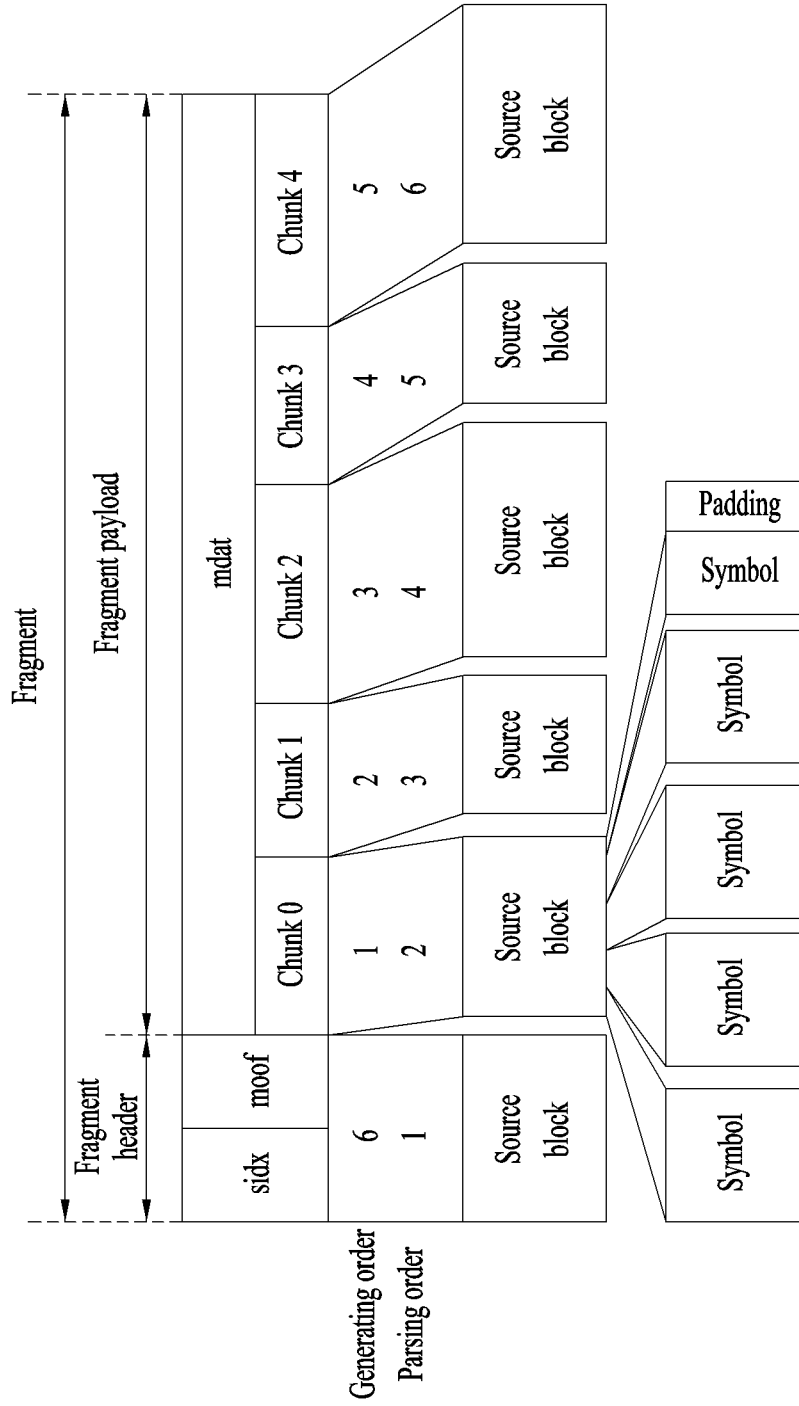 Fragment
Fragment
header
Fragment payload
sidx
moof
mdat
Chunk 0
Chunk 1
Chunk 2
Chunk 3
Chunk 4
Generating order
6
1
2
3
4
5
Parsing order
1
2
3
4
5
6
Source
block
Source
block
Source
block
Source
block
Source
block
Source
block
Symbol
Symbol
Symbol
Symbol
Symbol
Padding